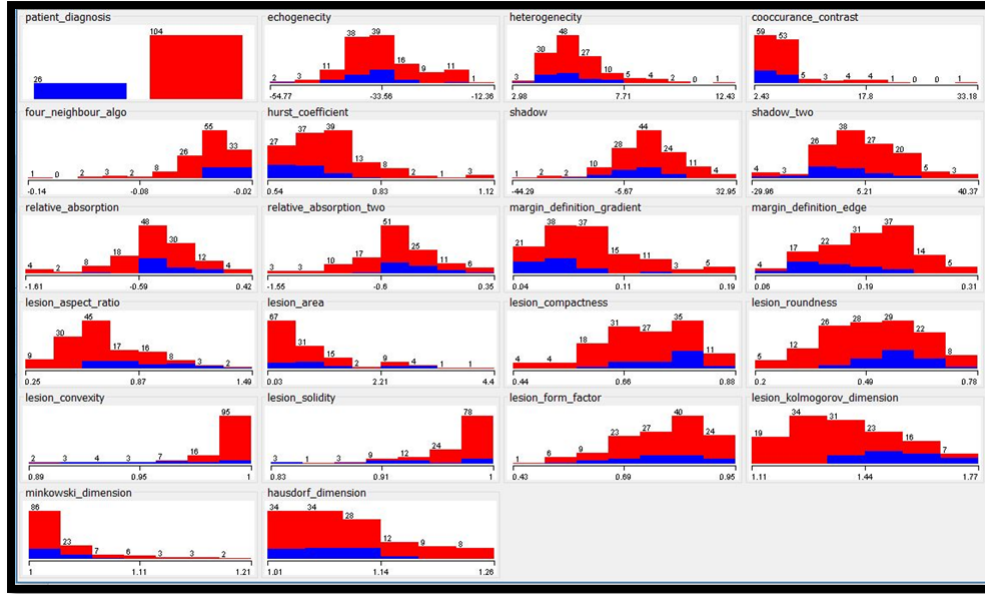 patient_diagnosis
26 104
echogenecity
2 3 11 38 39 16 9 11 1
-54.77 -33.56 -12.36
heterogenecity
3 30 48 27 10 5 4 2 0 1
2.98 7.71 12.43
cooccurance_contrast
59 53 5 3 4 4 1 0 0 1
2.43 17.8 33.18
four_neighbour_algo
1 0 2 3 2 8 26 55 33
-0.14 -0.08 -0.02
hurst_coefficient
27 37 39 13 8 2 1 3
0.54 0.83 1.12
shadow
1 2 2 10 28 44 24 11 4
-44.29 -5.67 32.95
shadow_two
4 3 26 38 27 20 5 3
-29.96 5.21 40.37
relative_absorption
4 2 8 18 48 30 12 4
-1.61 -0.59 0.42
relative_absorption_two
3 3 10 17 51 25 11 6
-1.55 -0.6 0.35
margin_definition_gradient
21 38 37 15 11 3 5
0.04 0.11 0.19
margin_definition_edge
4 17 22 31 37 14 5
0.06 0.19 0.31
lesion_aspect_ratio
9 30 45 17 16 8 3 2
0.25 0.87 1.49
lesion_area
67 31 15 2 9 4 1 1
0.03 2.21 4.4
lesion_compactness
4 4 18 31 27 35 11
0.44 0.66 0.88
lesion_roundness
5 12 26 28 29 22 8
0.2 0.49 0.78
lesion_convexity
2 3 4 3 7 16 95
0.89 0.95 1
lesion_solidity
3 1 3 9 12 24 78
0.83 0.91 1
lesion_form_factor
1 6 9 23 27 40 24
0.43 0.69 0.95
lesion_kolmogorov_dimension
19 34 31 23 16 7
1.11 1.44 1.77
minkowski_dimension
86 23 7 6 3 3 2
1 1.11 1.21
hausdorf_dimension
34 34 28 12 9 8
1.01 1.14 1.26